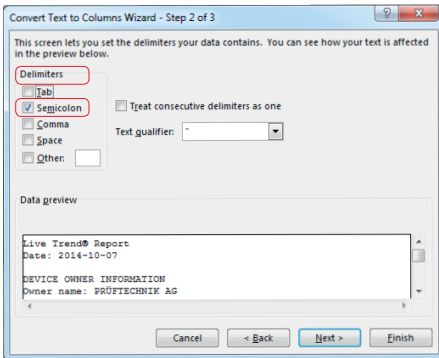 Convert Text to Columns Wizard - Step 2 of 3
This screen lets you set the delimiters your data contains. You can see how your text is affected
in the preview below.
Delimiters
Tab
Semicolon
Comma
Space
Other:
Treat consecutive delimiters as one
Text qualifier: "
Data preview
Live Trend® Report
Date: 2014-10-07
DEVICE OWNER INFORMATION
Owner name: PRÜFTECHNIK AG
Cancel < Back Next > Finish